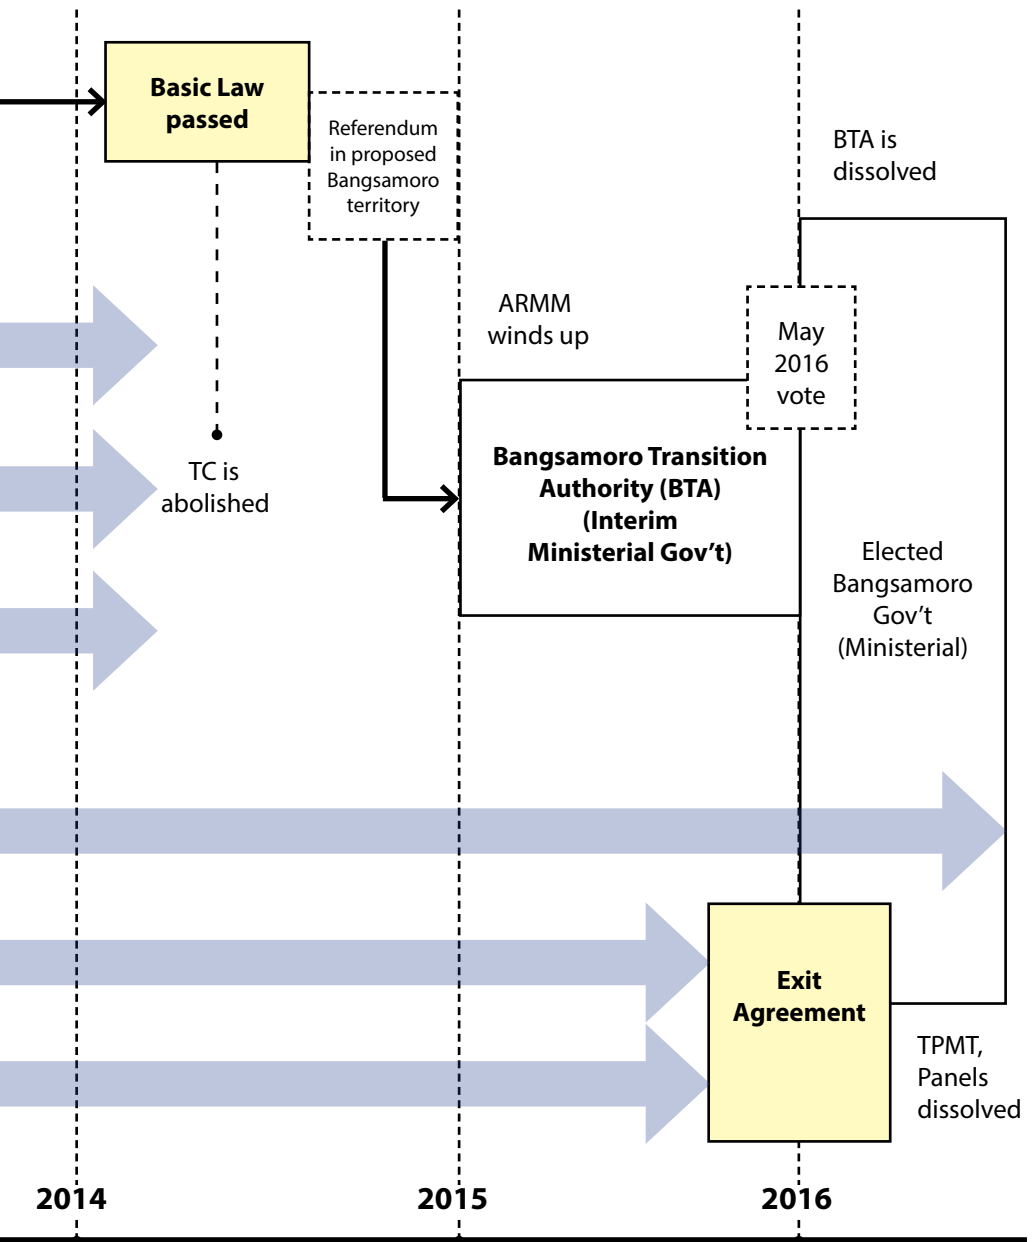 Basic Law
passed
Referendum
in proposed
Bangsamoro
territory
BTA is
dissolved
ARMM
winds up
May
2016
vote
TC is
abolished
Bangsamoro Transition
Authority (BTA)
(Interim
Ministerial Gov’t)
Elected
Bangsamoro
Gov’t
(Ministerial)
Exit
Agreement
TPMT,
Panels
dissolved
2014
2015
2016